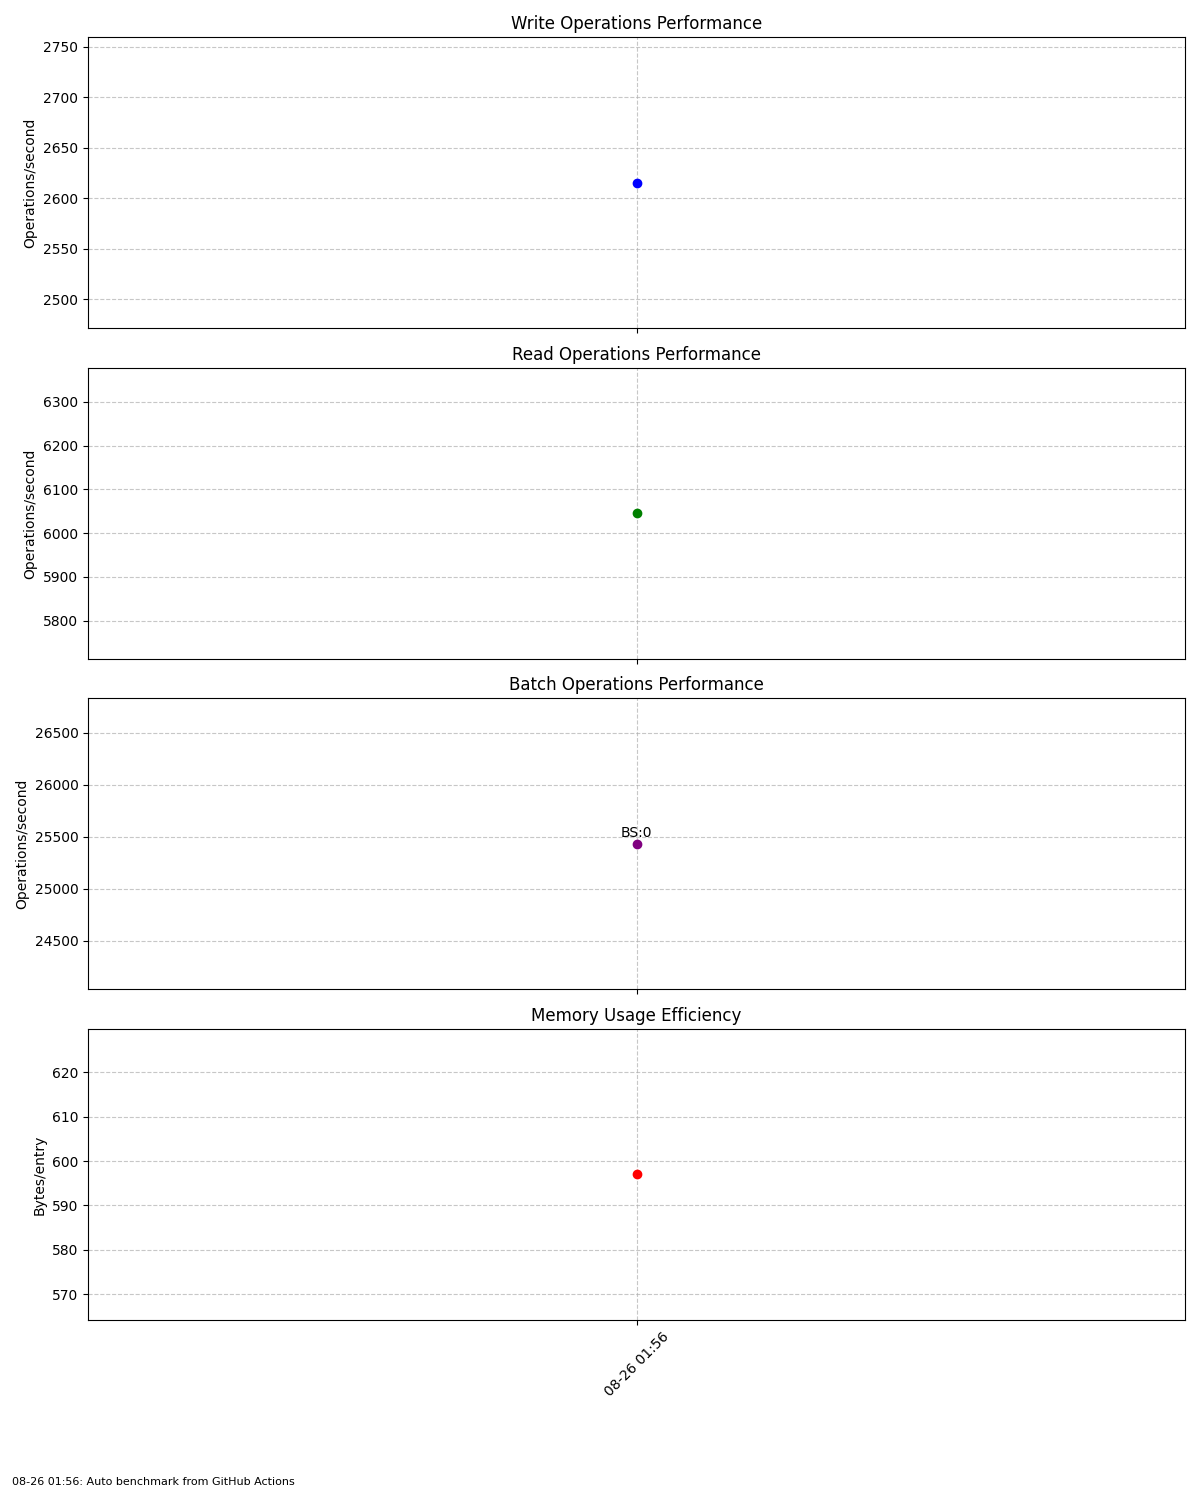 Write Operations Performance
2750
2700
2650
2600
2550
2500
Operations/second
Read Operations Performance
6300
6200
6100
6000
5900
5800
Operations/second
Batch Operations Performance
26500
26000
25500
25000
24500
Operations/second
BS:0
Memory Usage Efficiency
620
610
600
590
580
570
Bytes/entry
08-26 01:56
08-26 01:56: Auto benchmark from GitHub Actions